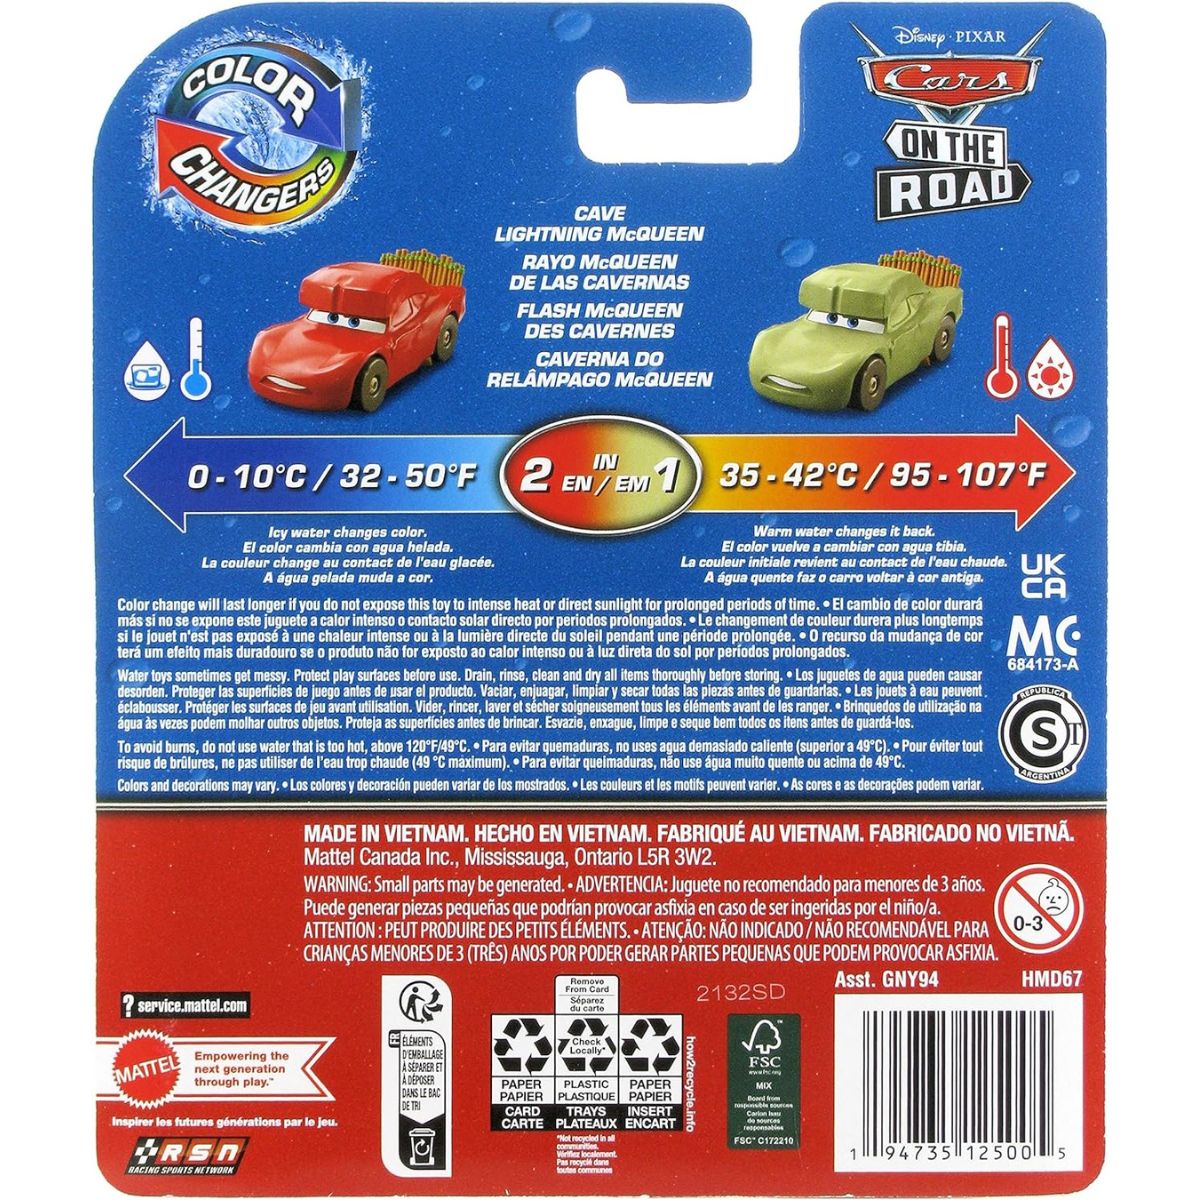 COLOR
CHANGERS
Disney · PIXAR
Cars
ON THE
ROAD
CAVE
LIGHTNING McQUEEN
RAYO McQUEEN
DE LAS CAVERNAS
FLASH McQUEEN
DES CAVERNES
CAVERNA DO
RELÂMPAGO McQUEEN
0 - 10°C / 32 - 50°F
2 IN EN / EM 1
35 - 42°C / 95 - 107°F
Icy water changes color.
El color cambia con agua helada.
La couleur change au contact de l'eau glacée.
A água gelada muda a cor.
Warm water changes it back.
El color vuelve a cambiar con agua tibia.
La couleur initiale revient au contact de l'eau chaude.
A água quente faz o carro voltar à cor antiga.
UK
CA
Color change will last longer if you do not expose this toy to intense heat or direct sunlight for prolonged periods of time. • El cambio de color durará
más si no se expone este juguete a calor intenso o contacto solar directo por periodos prolongados. • Le changement de couleur durera plus longtemps
si le jouet n'est pas exposé à une chaleur intense ou à la lumière directe du soleil pendant une période prolongée. • O recurso da mudança de cor
terá um efeito mais duradouro se o produto não for exposto ao calor intenso ou à luz direta do sol por períodos prolongados.
MC
684173-A
Water toys sometimes get messy. Protect play surfaces before use. Drain, rinse, clean and dry all items thoroughly before storing. • Los juguetes de agua pueden causar
desorden. Proteger las superficies de juego antes de usar el producto. Vaciar, enjuagar, limpiar y secar todas las piezas antes de guardarlas. • Les jouets à eau peuvent
éclabousser. Protéger les surfaces de jeu avant utilisation. Vider, rincer, laver et sécher soigneusement tous les éléments avant de les ranger. • Brinquedos de utilização na
água às vezes podem molhar outros objetos. Proteja as superfícies antes de brincar. Esvazie, enxague, limpe e seque bem todos os itens antes de guardá-los.
REPUBLICA
S
ARGENTINA
To avoid burns, do not use water that is too hot, above 120°F/49°C. • Para evitar quemaduras, no uses agua demasiado caliente (superior a 49°C). • Pour éviter tout
risque de brûlures, ne pas utiliser de l'eau trop chaude (49 °C maximum). • Para evitar queimaduras, não use água muito quente ou acima de 49°C.
Colors and decorations may vary. • Los colores y decoración pueden variar de los mostrados. • Les couleurs et les motifs peuvent varier. • As cores e as decorações podem variar.
MADE IN VIETNAM. HECHO EN VIETNAM. FABRIQUÉ AU VIETNAM. FABRICADO NO VIETNÃ.
Mattel Canada Inc., Mississauga, Ontario L5R 3W2.
WARNING: Small parts may be generated. • ADVERTENCIA: Juguete no recomendado para menores de 3 años.
Puede generar piezas pequeñas que podrían provocar asfixia en caso de ser ingeridas por el niño/a.
ATTENTION : PEUT PRODUIRE DES PETITS ÉLÉMENTS. • ATENÇÃO: NÃO INDICADO / NÃO RECOMENDÁVEL PARA
CRIANÇAS MENORES DE 3 (TRÊS) ANOS POR PODER GERAR PARTES PEQUENAS QUE PODEM PROVOCAR ASFIXIA.
0-3
? service.mattel.com
MATTEL
Empowering the
next generation
through play.™
Inspirer les futures générations par le jeu.
RSN
RACING SPORTS NETWORK
FR
ÉLÉMENTS
D'EMBALLAGE
À SÉPARER ET
À DÉPOSER
DANS LE BAC
DE TRI
Remove
From Card
Séparez
du carte
Check
Locally*
PAPER
PAPIER
CARD
CARTE
PLASTIC
PLASTIQUE
TRAYS
PLATEAUX
PAPER
PAPIER
INSERT
ENCART
*Not recycled in all
communities.
Vérifiez localement.
Pas recyclé dans
toutes communautés
how2recycle.info
2132SD
FSC
www.fsc.org
MIX
Board from
responsible sources
Carton issu
de sources
responsables
FSC™ C172210
Asst. GNY94
HMD67
1 94735 12500 5